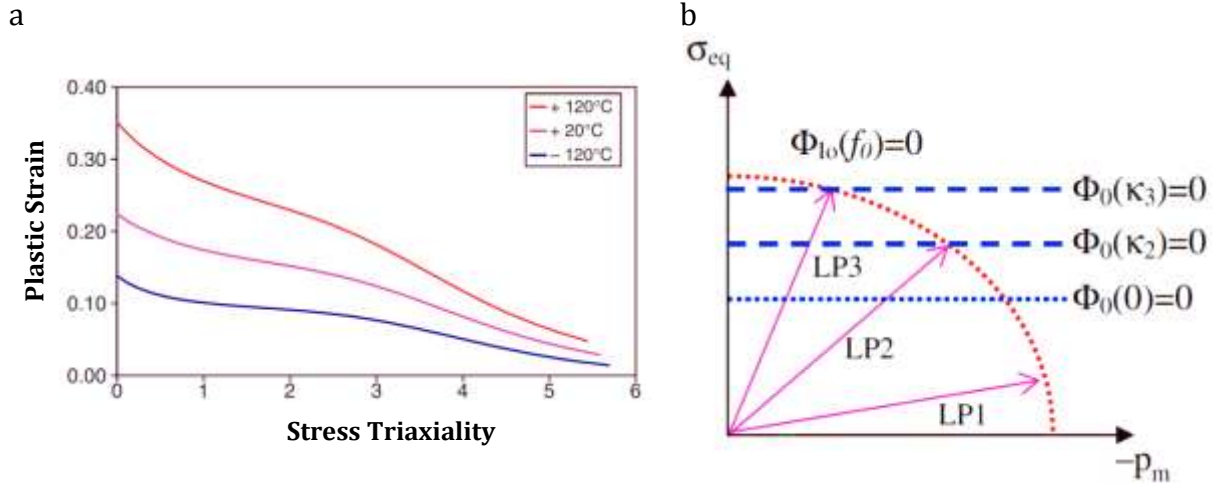 a
Plastic Strain
0.40
0.30
0.20
0.10
0.00
0 1 2 3 4 5 6
Stress Triaxiality
+ 120°C
+ 20°C
− 120°C
b
σeq
Φlo(f0)=0
Φ0(κ3)=0
Φ0(κ2)=0
Φ0(0)=0
LP3
LP2
LP1
−pm